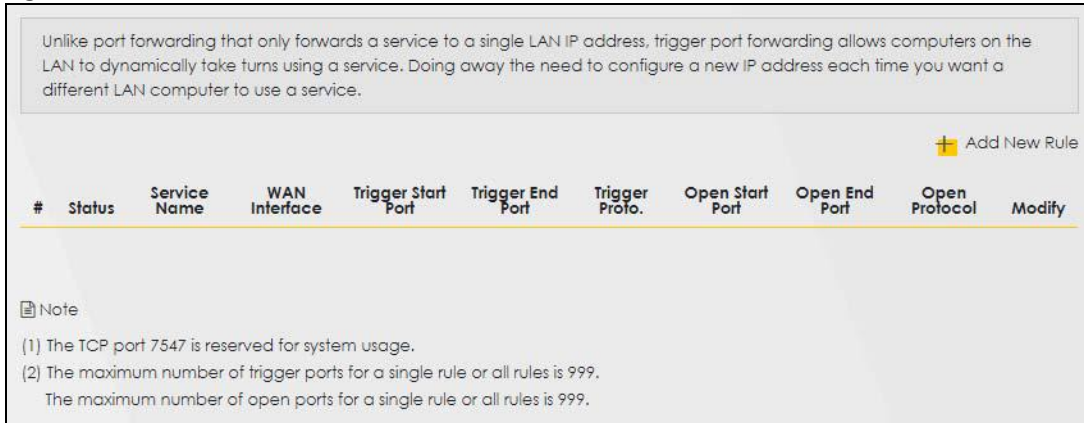 Unlike port forwarding that only forwards a service to a single LAN IP address, trigger port forwarding allows computers on the
LAN to dynamically take turns using a service. Doing away the need to configure a new IP address each time you want a
different LAN computer to use a service.
Add New Rule
# Status Service Name WAN Interface Trigger Start Port Trigger End Port Trigger Proto. Open Start Port Open End Port Open Protocol Modify
Note
(1) The TCP port 7547 is reserved for system usage.
(2) The maximum number of trigger ports for a single rule or all rules is 999.
The maximum number of open ports for a single rule or all rules is 999.